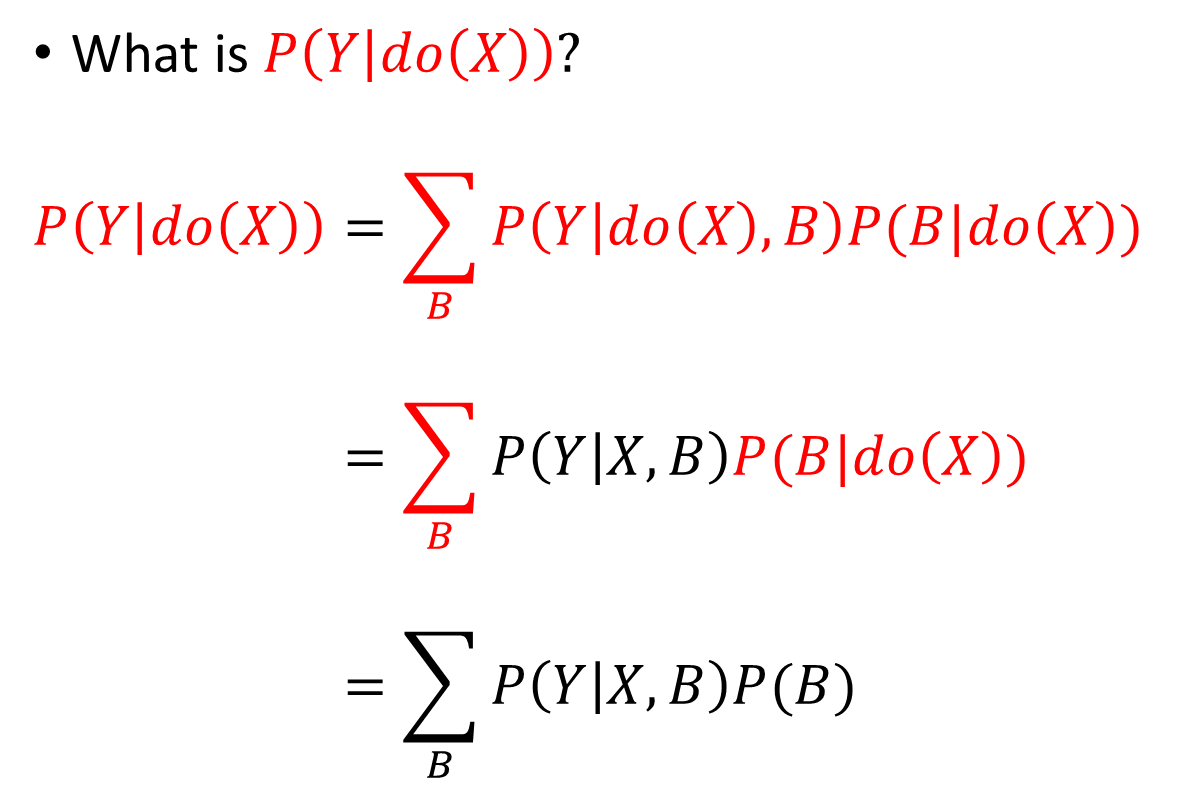 • What is P(Y|do(X))?
P(Y|do(X)) = ∑_B P(Y|do(X), B)P(B|do(X))
= ∑_B P(Y|X, B)P(B|do(X))
= ∑_B P(Y|X, B)P(B)